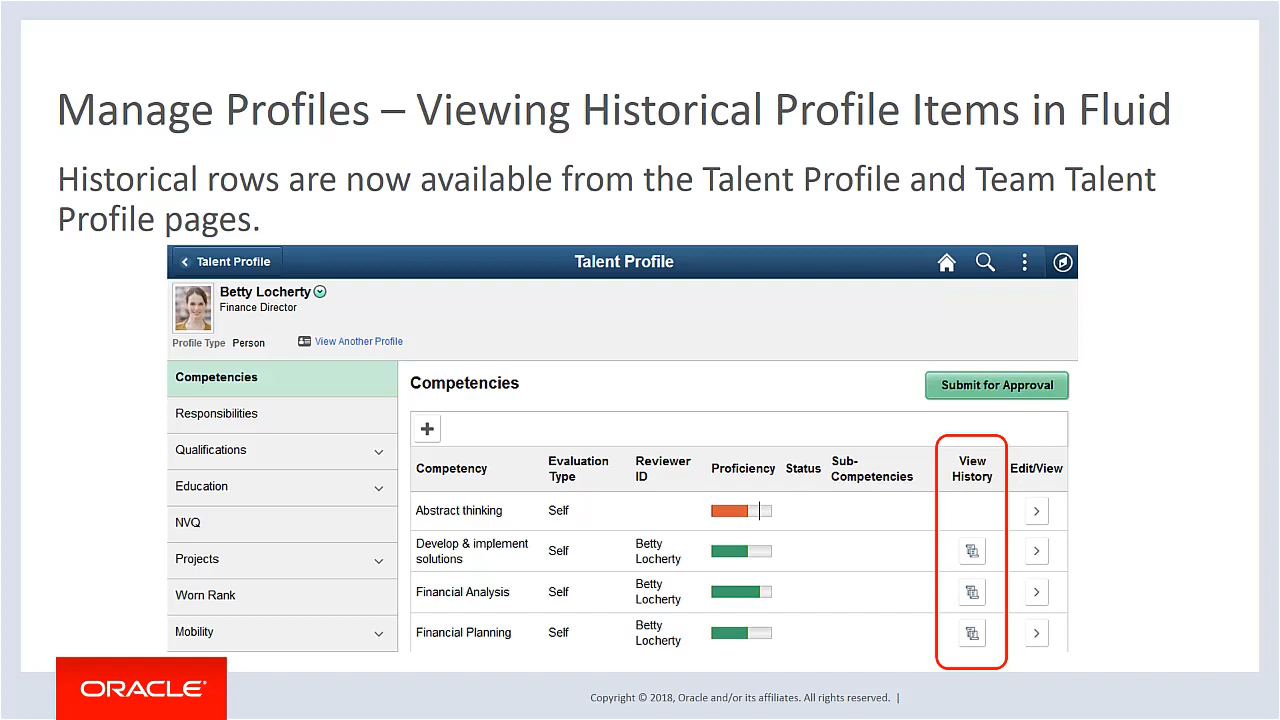 Manage Profiles – Viewing Historical Profile Items in Fluid
Historical rows are now available from the Talent Profile and Team Talent
Profile pages.
Talent Profile
Talent Profile
Betty Locherty
Finance Director
Profile Type Person
View Another Profile
Competencies
Responsibilities
Qualifications
Education
NVQ
Projects
Worn Rank
Mobility
Competencies
Submit for Approval
Competency Evaluation Type Reviewer ID Proficiency Status Sub-Competencies View History Edit/View
Abstract thinking Self
Develop & implement solutions Self Betty Locherty
Financial Analysis Self Betty Locherty
Financial Planning Self Betty Locherty
ORACLE®
Copyright © 2018, Oracle and/or its affiliates. All rights reserved. |